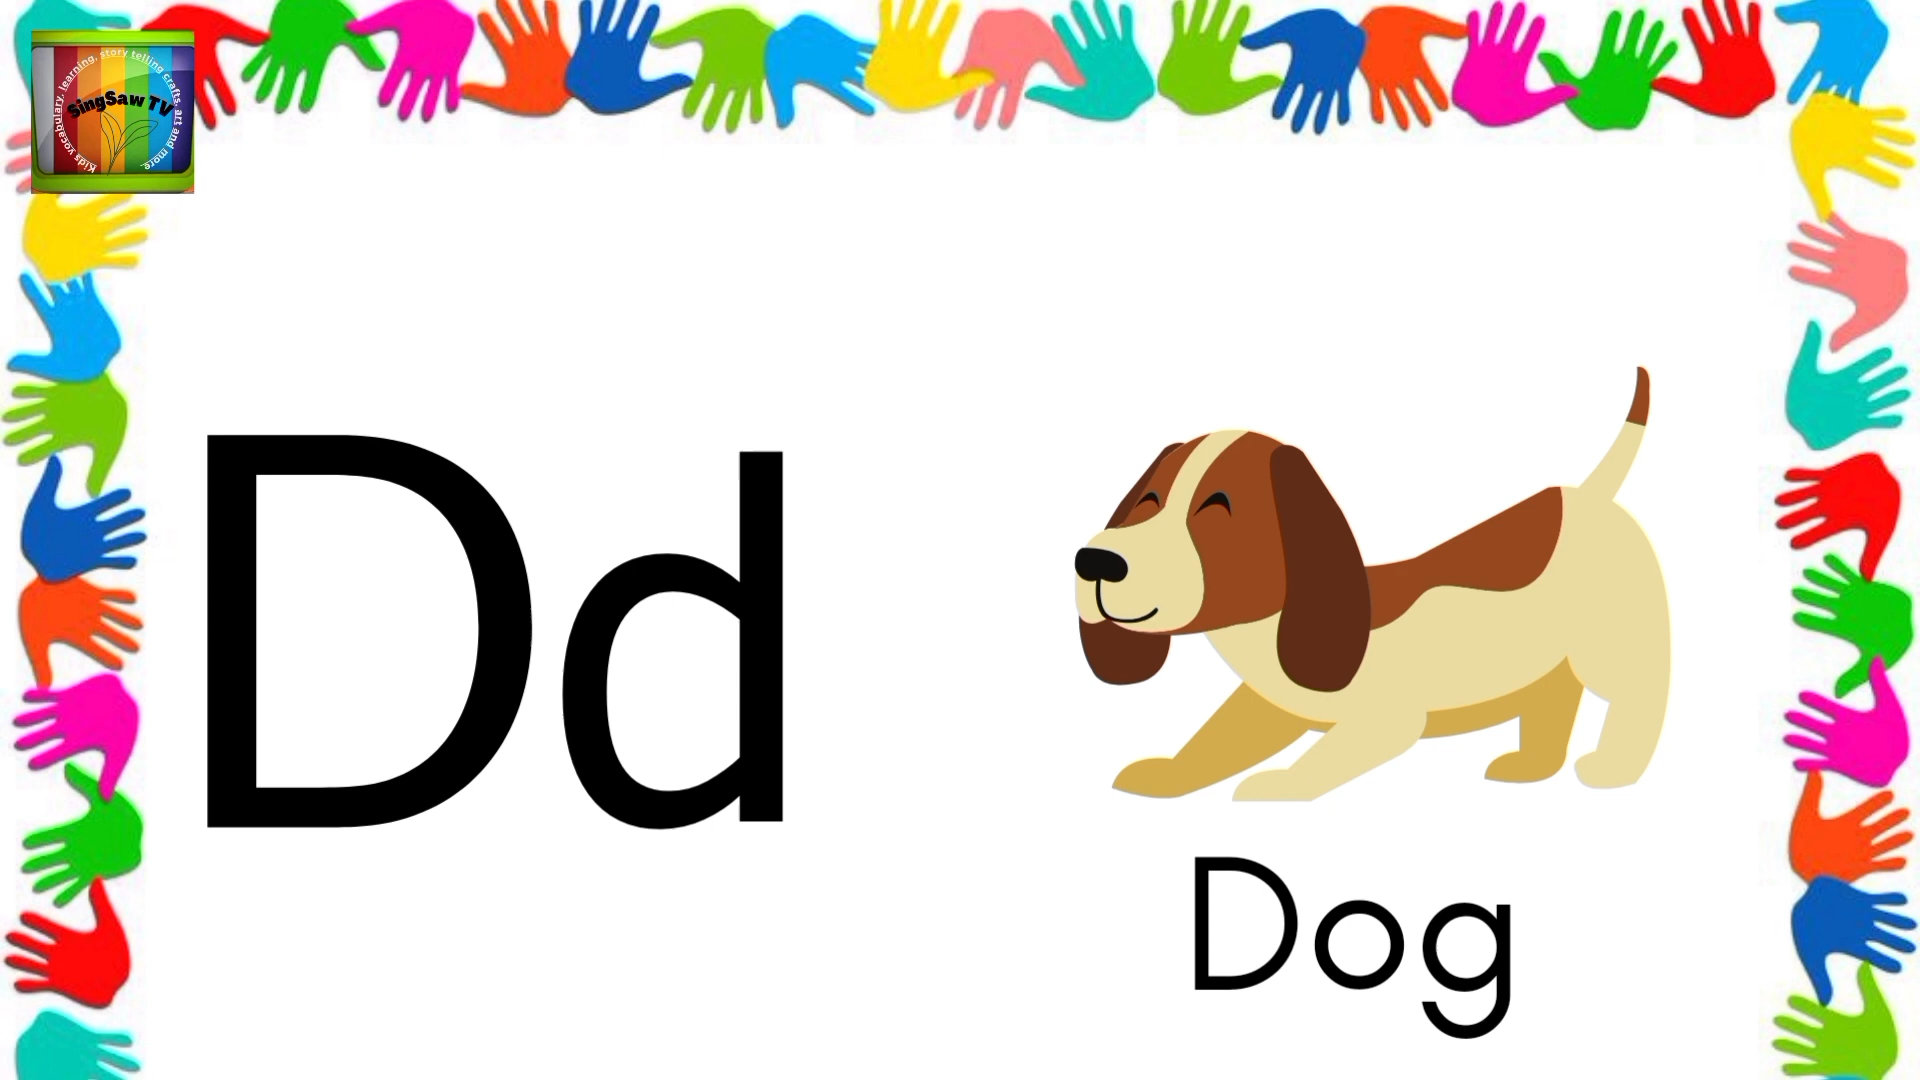 Kids vocabulary, learning, story telling crafts, art and more
SingSaw TV
Dd
Dog